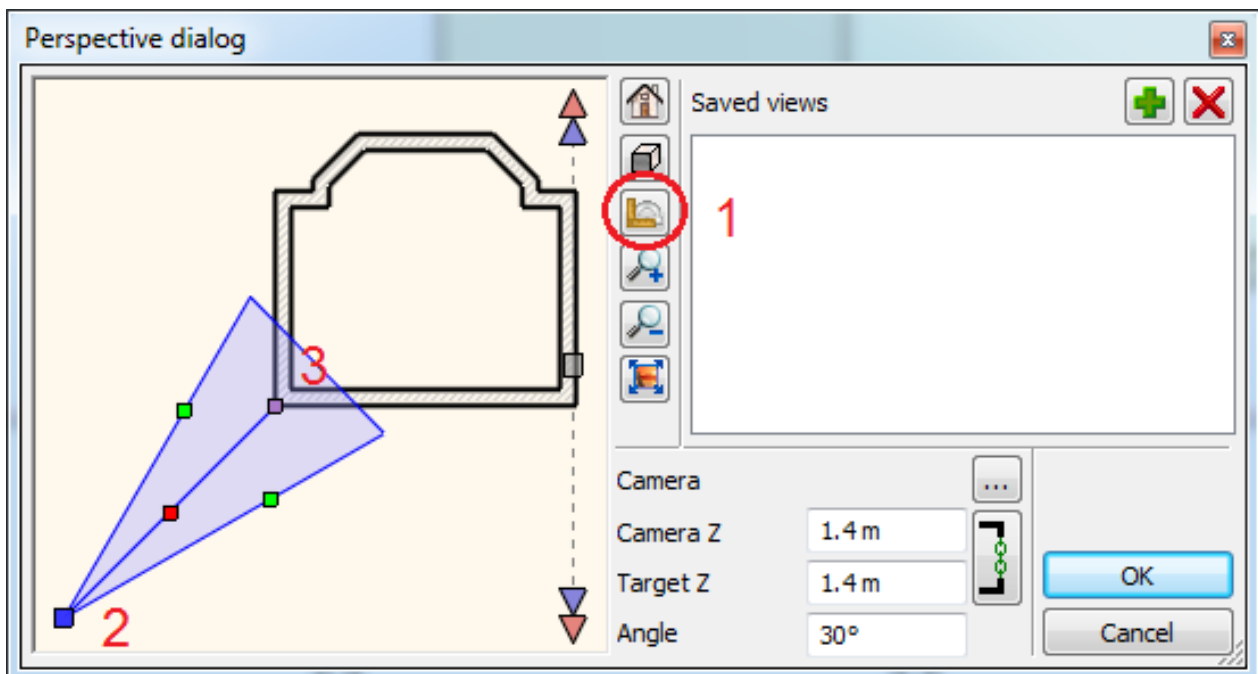 Perspective dialog
Saved views
1
3
2
Camera
...
Camera Z 1.4 m
Target Z 1.4 m
Angle 30°
OK
Cancel